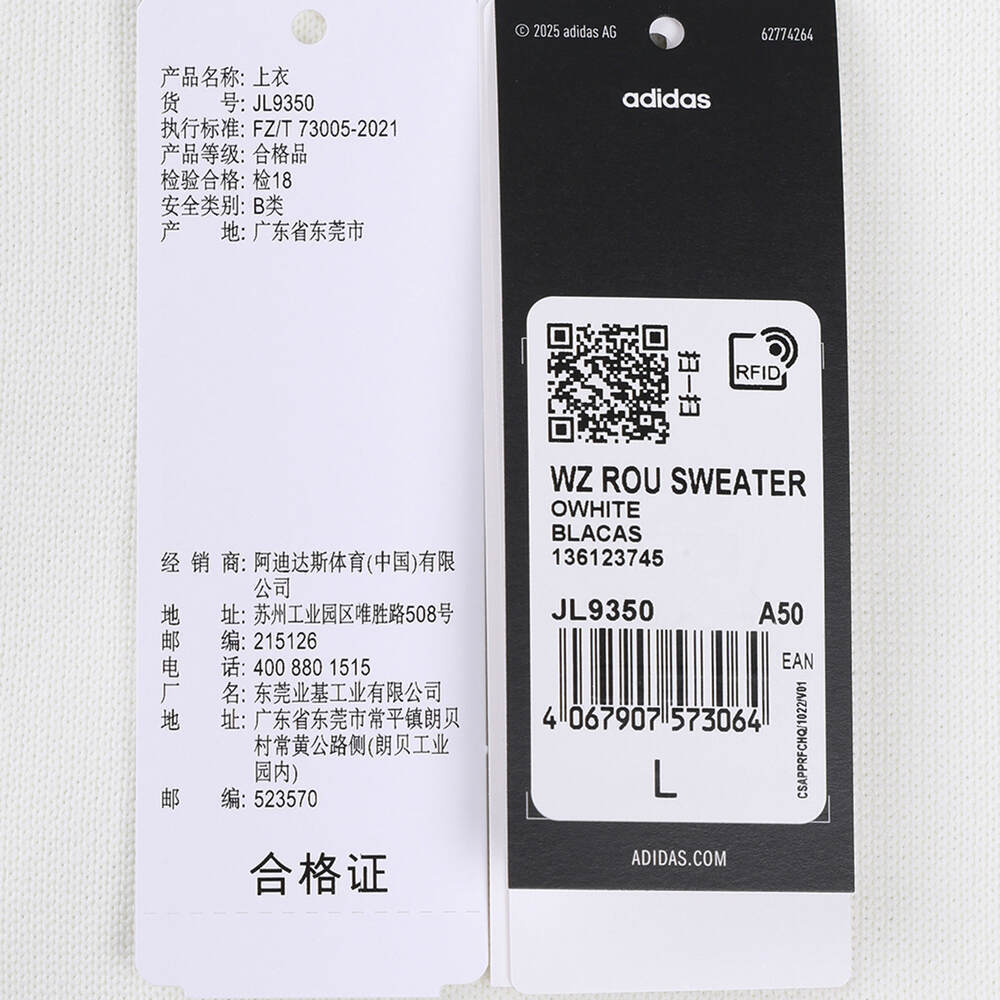 产品名称: 上衣
货 号: JL9350
执行标准: FZ/T 73005-2021
产品等级: 合格品
检验合格: 检18
安全类别: B类
产 地: 广东省东莞市
经 销 商: 阿迪达斯体育(中国)有限
公司
地 址: 苏州工业园区唯胜路508号
邮 编: 215126
电 话: 400 880 1515
厂 名: 东莞业基工业有限公司
地 址: 广东省东莞市常平镇朗贝
村常黄公路侧(朗贝工业
园内)
邮 编: 523570
合格证
© 2025 adidas AG
62774264
adidas
扫一扫
RFID
WZ ROU SWEATER
OWHITE
BLACAS
136123745
JL9350 A50
EAN
4 067907 573064
CSAPPRFCHQ/1022/V01
L
ADIDAS.COM